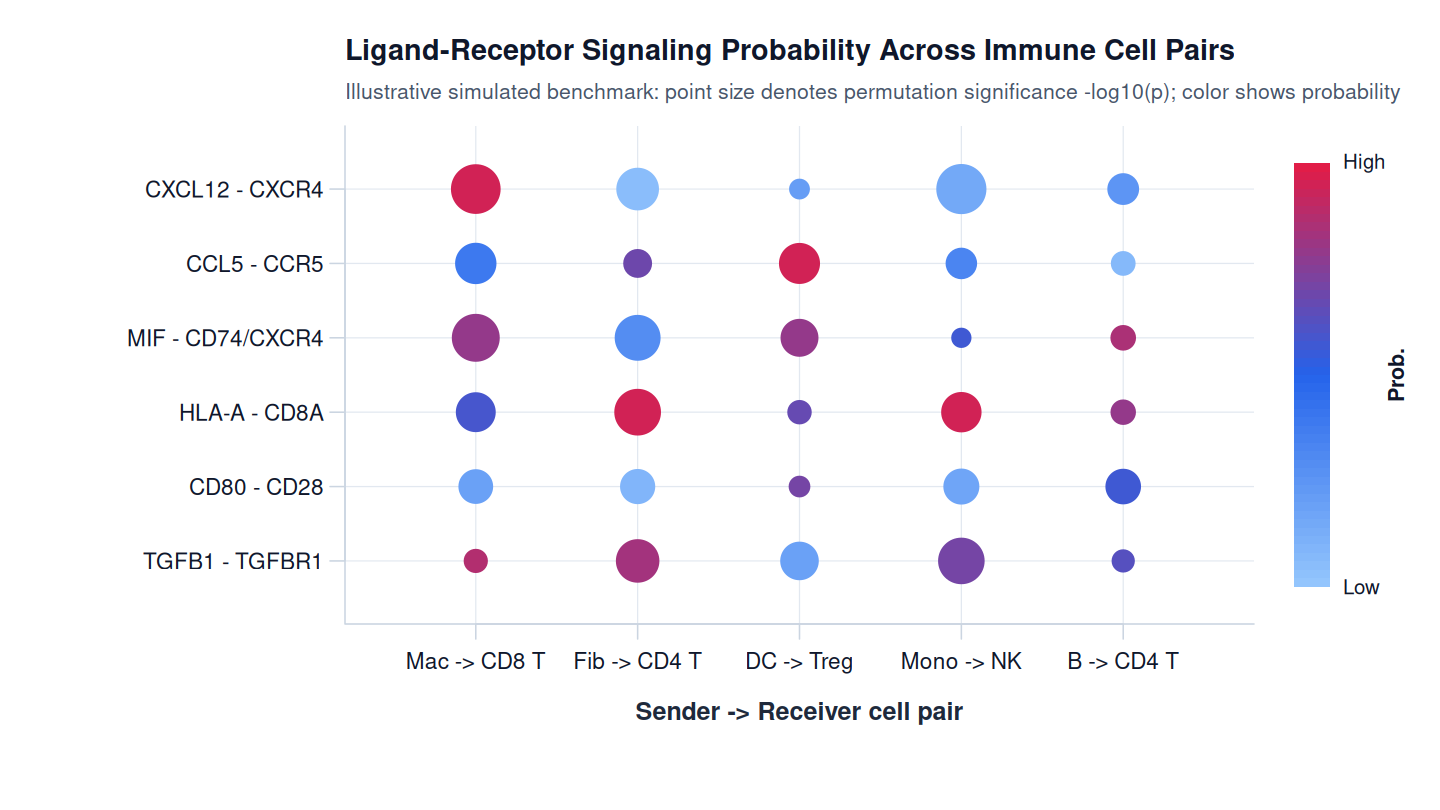 Ligand-Receptor Signaling Probability Across Immune Cell Pairs
Illustrative simulated benchmark: point size denotes permutation significance -log10(p); color shows probability
CXCL12 - CXCR4
CCL5 - CCR5
MIF - CD74/CXCR4
HLA-A - CD8A
CD80 - CD28
TGFB1 - TGFBR1
Mac -> CD8 T
Fib -> CD4 T
DC -> Treg
Mono -> NK
B -> CD4 T
Sender -> Receiver cell pair
High
Low
Prob.